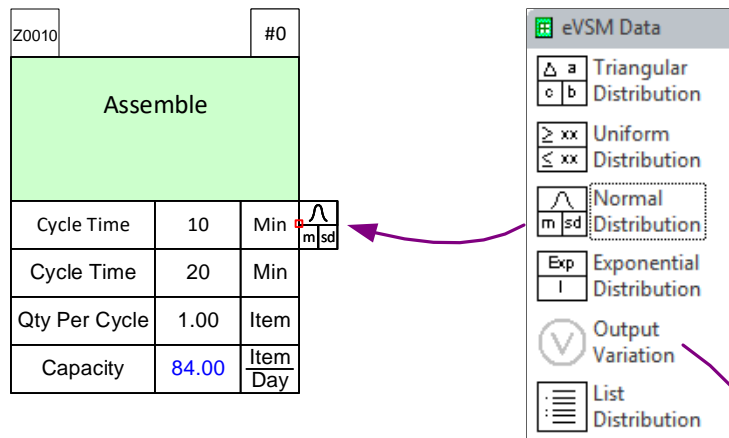 Z0010 #0
Assemble
Cycle Time 10 Min
m sd
Cycle Time 20 Min
Qty Per Cycle 1.00 Item
Capacity 84.00 Item
Day
eVSM Data
Δ a Triangular
c b Distribution
≥ xx Uniform
≤ xx Distribution
Normal
m sd Distribution
Exp Exponential
l Distribution
V Output
Variation
List
Distribution